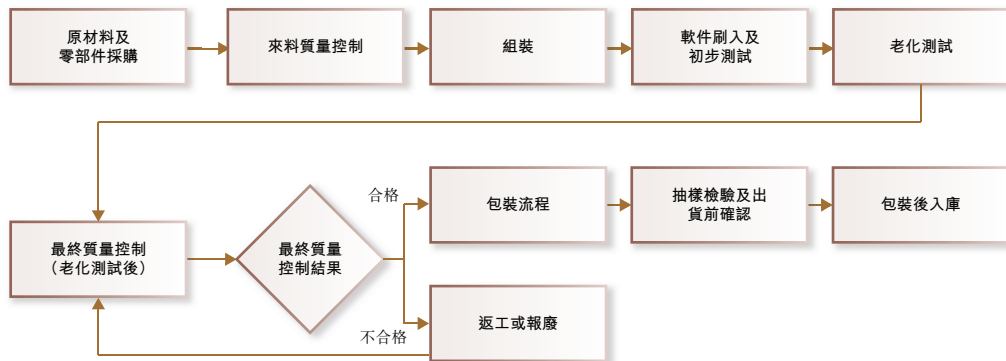 原材料及
零部件採購
來料質量控制
組裝
軟件刷入及
初步測試
老化測試
最終質量控制
（老化測試後）
最終質量
控制結果
合格
包裝流程
抽樣檢驗及出
貨前確認
包裝後入庫
不合格
返工或報廢